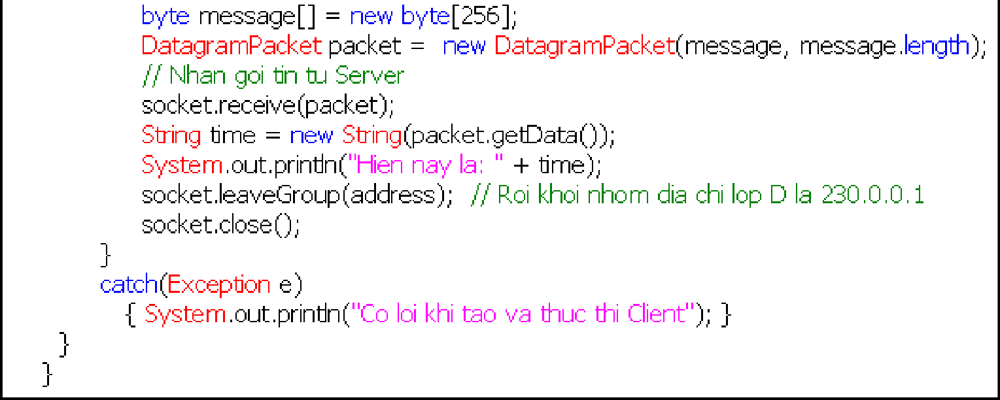 byte message[] = new byte[256];
DatagramPacket packet =  new DatagramPacket(message, message.length);
// Nhan goi tin tu Server
socket.receive(packet);
String time = new String(packet.getData());
System.out.println("Hien nay la: " + time);
socket.leaveGroup(address);  // Roi khoi nhom dia chi lop D la 230.0.0.1
socket.close();
}
catch(Exception e)
{ System.out.println("Co loi khi tao va thuc thi Client"); }
}
}